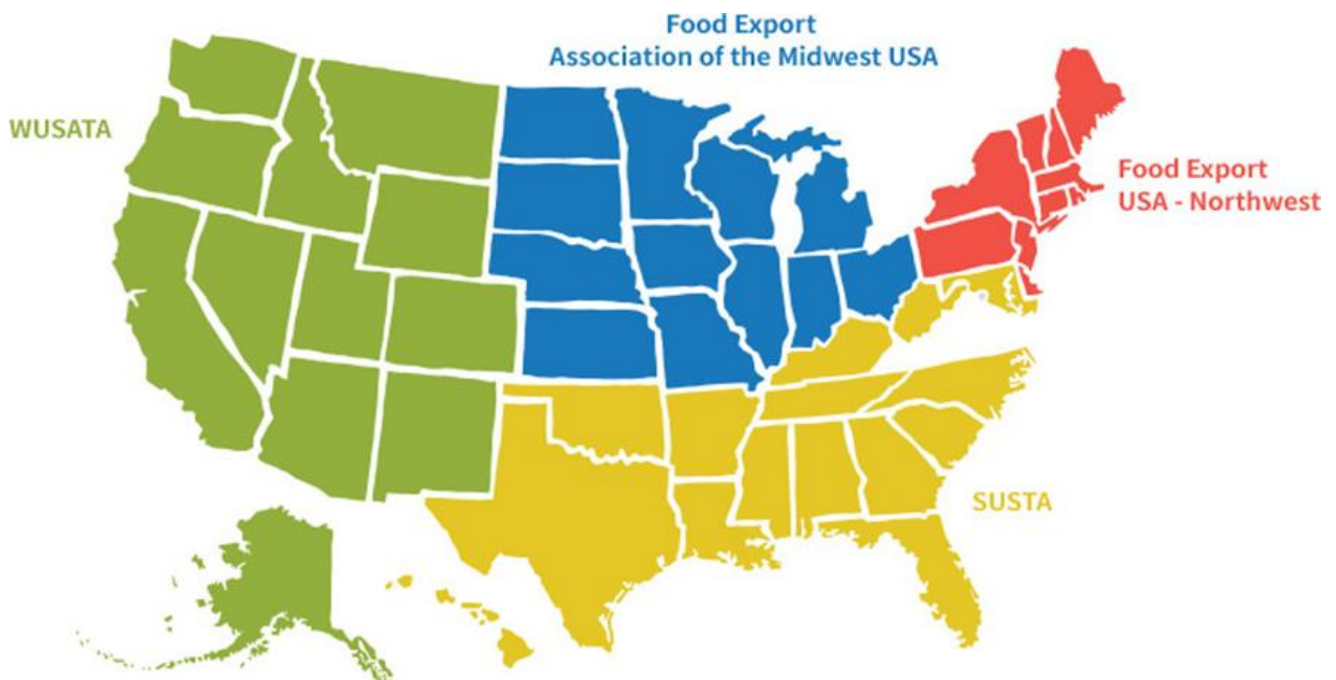 Food Export
Association of the Midwest USA
WUSATA
Food Export
USA - Northwest
SUSTA